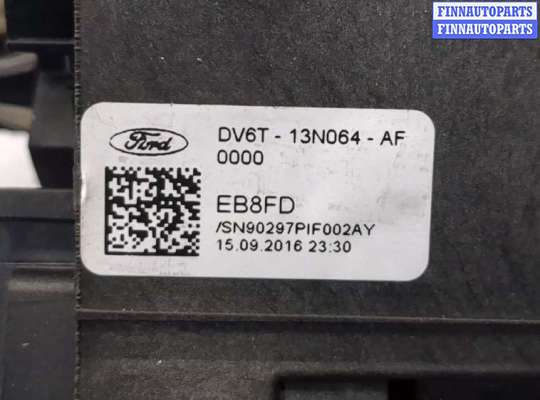 FINNAUTOPARTS
FINNAUTOPARTS
Ford
DV6T - 13N064 - AF
0000
EB8FD
/SN90297PIF002AY
15.09.2016 23:30